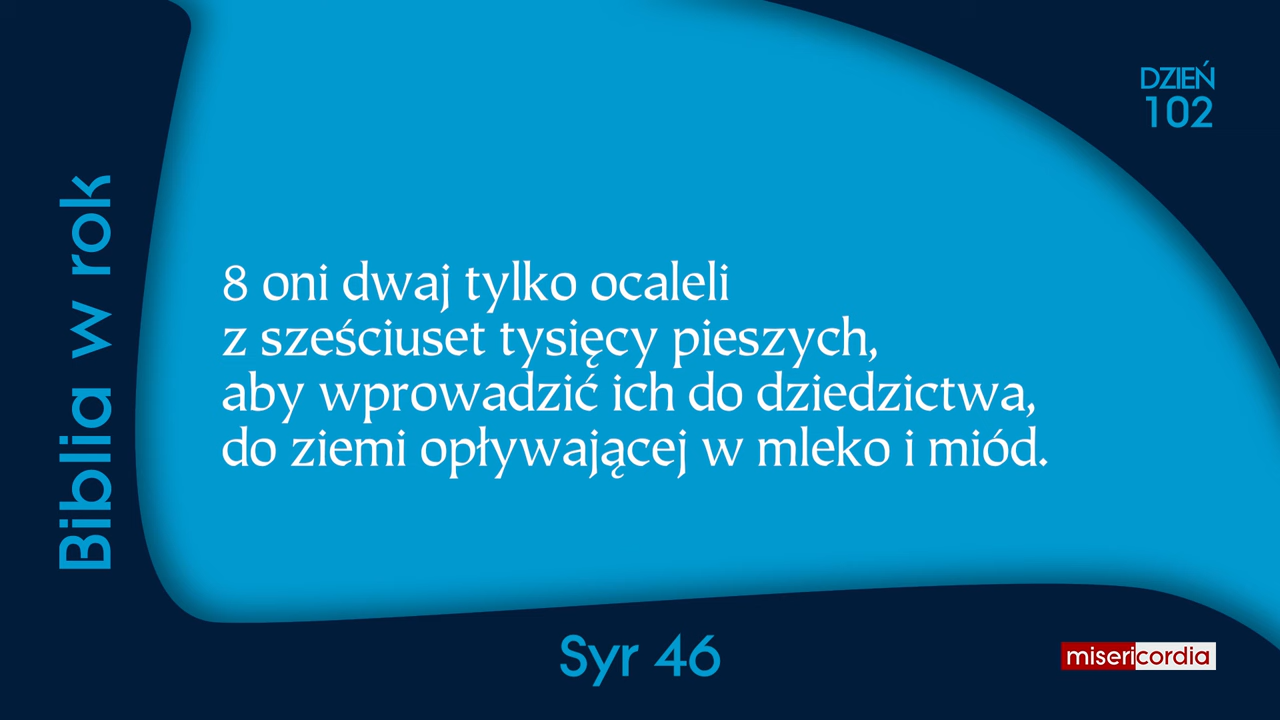 DZIEŃ
102
Biblia w rok
8 oni dwaj tylko ocaleli
z sześciuset tysięcy pieszych,
aby wprowadzić ich do dziedzictwa,
do ziemi opływającej w mleko i miód.
Syr 46
misericordia